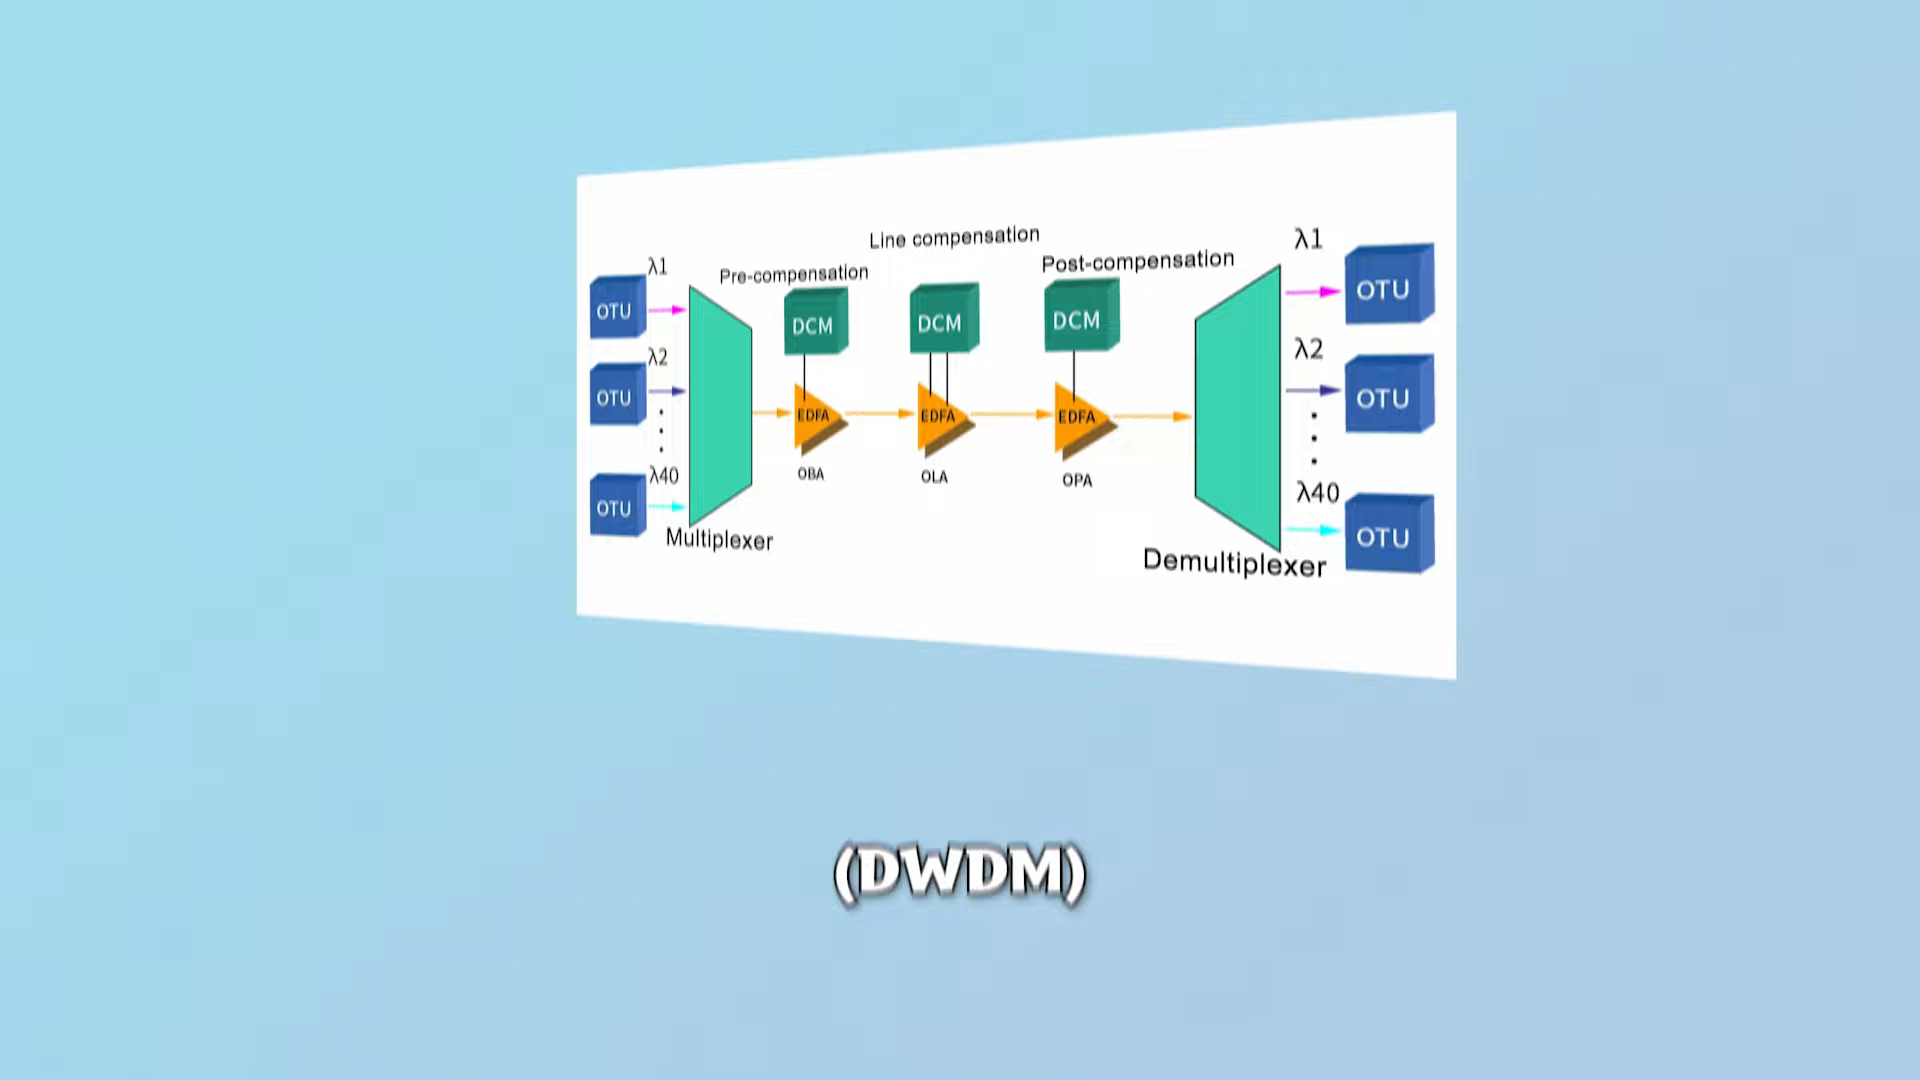 Line compensation
Pre-compensation
Post-compensation
λ1
OTU
λ2
OTU
λ40
OTU
Multiplexer
DCM
DCM
DCM
EDFA
EDFA
EDFA
OBA
OLA
OPA
Demultiplexer
λ1
OTU
λ2
OTU
λ40
OTU
(DWDM)